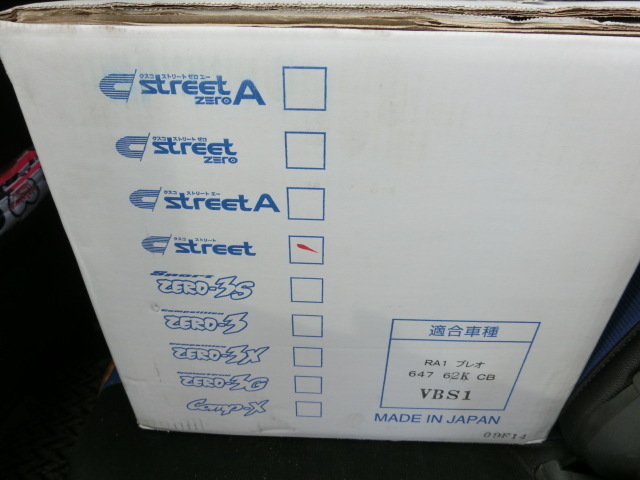 クスコ ストリート ゼロ エー
street A
ZERO
クスコ ストリート ゼロ
street
ZERO
クスコ ストリート エー
street A
クスコ ストリート
street
Sport
ZERO-3S
ZERO-3
ZERO-3X
ZERO-3G
Comp-X
適合車種
RA1 プレオ
647 62K CB
VBS1
MADE IN JAPAN
09F14